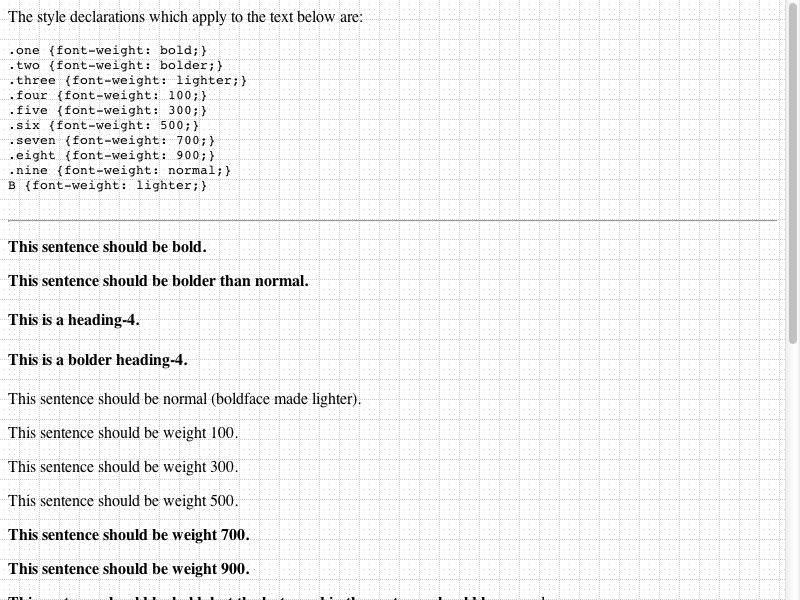 The style declarations which apply to the text below are:
.one {font-weight: bold;}
.two {font-weight: bolder;}
.three {font-weight: lighter;}
.four {font-weight: 100;}
.five {font-weight: 300;}
.six {font-weight: 500;}
.seven {font-weight: 700;}
.eight {font-weight: 900;}
.nine {font-weight: normal;}
B {font-weight: lighter;}
This sentence should be bold.
This sentence should be bolder than normal.
This is a heading-4.
This is a bolder heading-4.
This sentence should be normal (boldface made lighter).
This sentence should be weight 100.
This sentence should be weight 300.
This sentence should be weight 500.
This sentence should be weight 700.
This sentence should be weight 900.